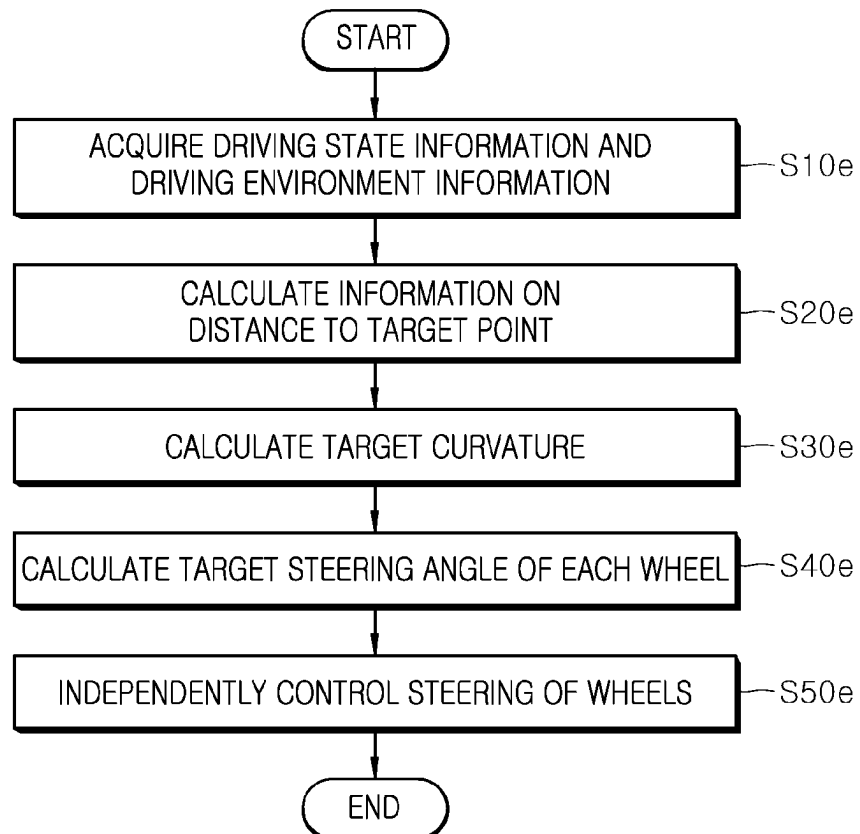 START
ACQUIRE DRIVING STATE INFORMATION AND
DRIVING ENVIRONMENT INFORMATION
S10e
CALCULATE INFORMATION ON
DISTANCE TO TARGET POINT
S20e
CALCULATE TARGET CURVATURE
S30e
CALCULATE TARGET STEERING ANGLE OF EACH WHEEL
S40e
INDEPENDENTLY CONTROL STEERING OF WHEELS
S50e
END